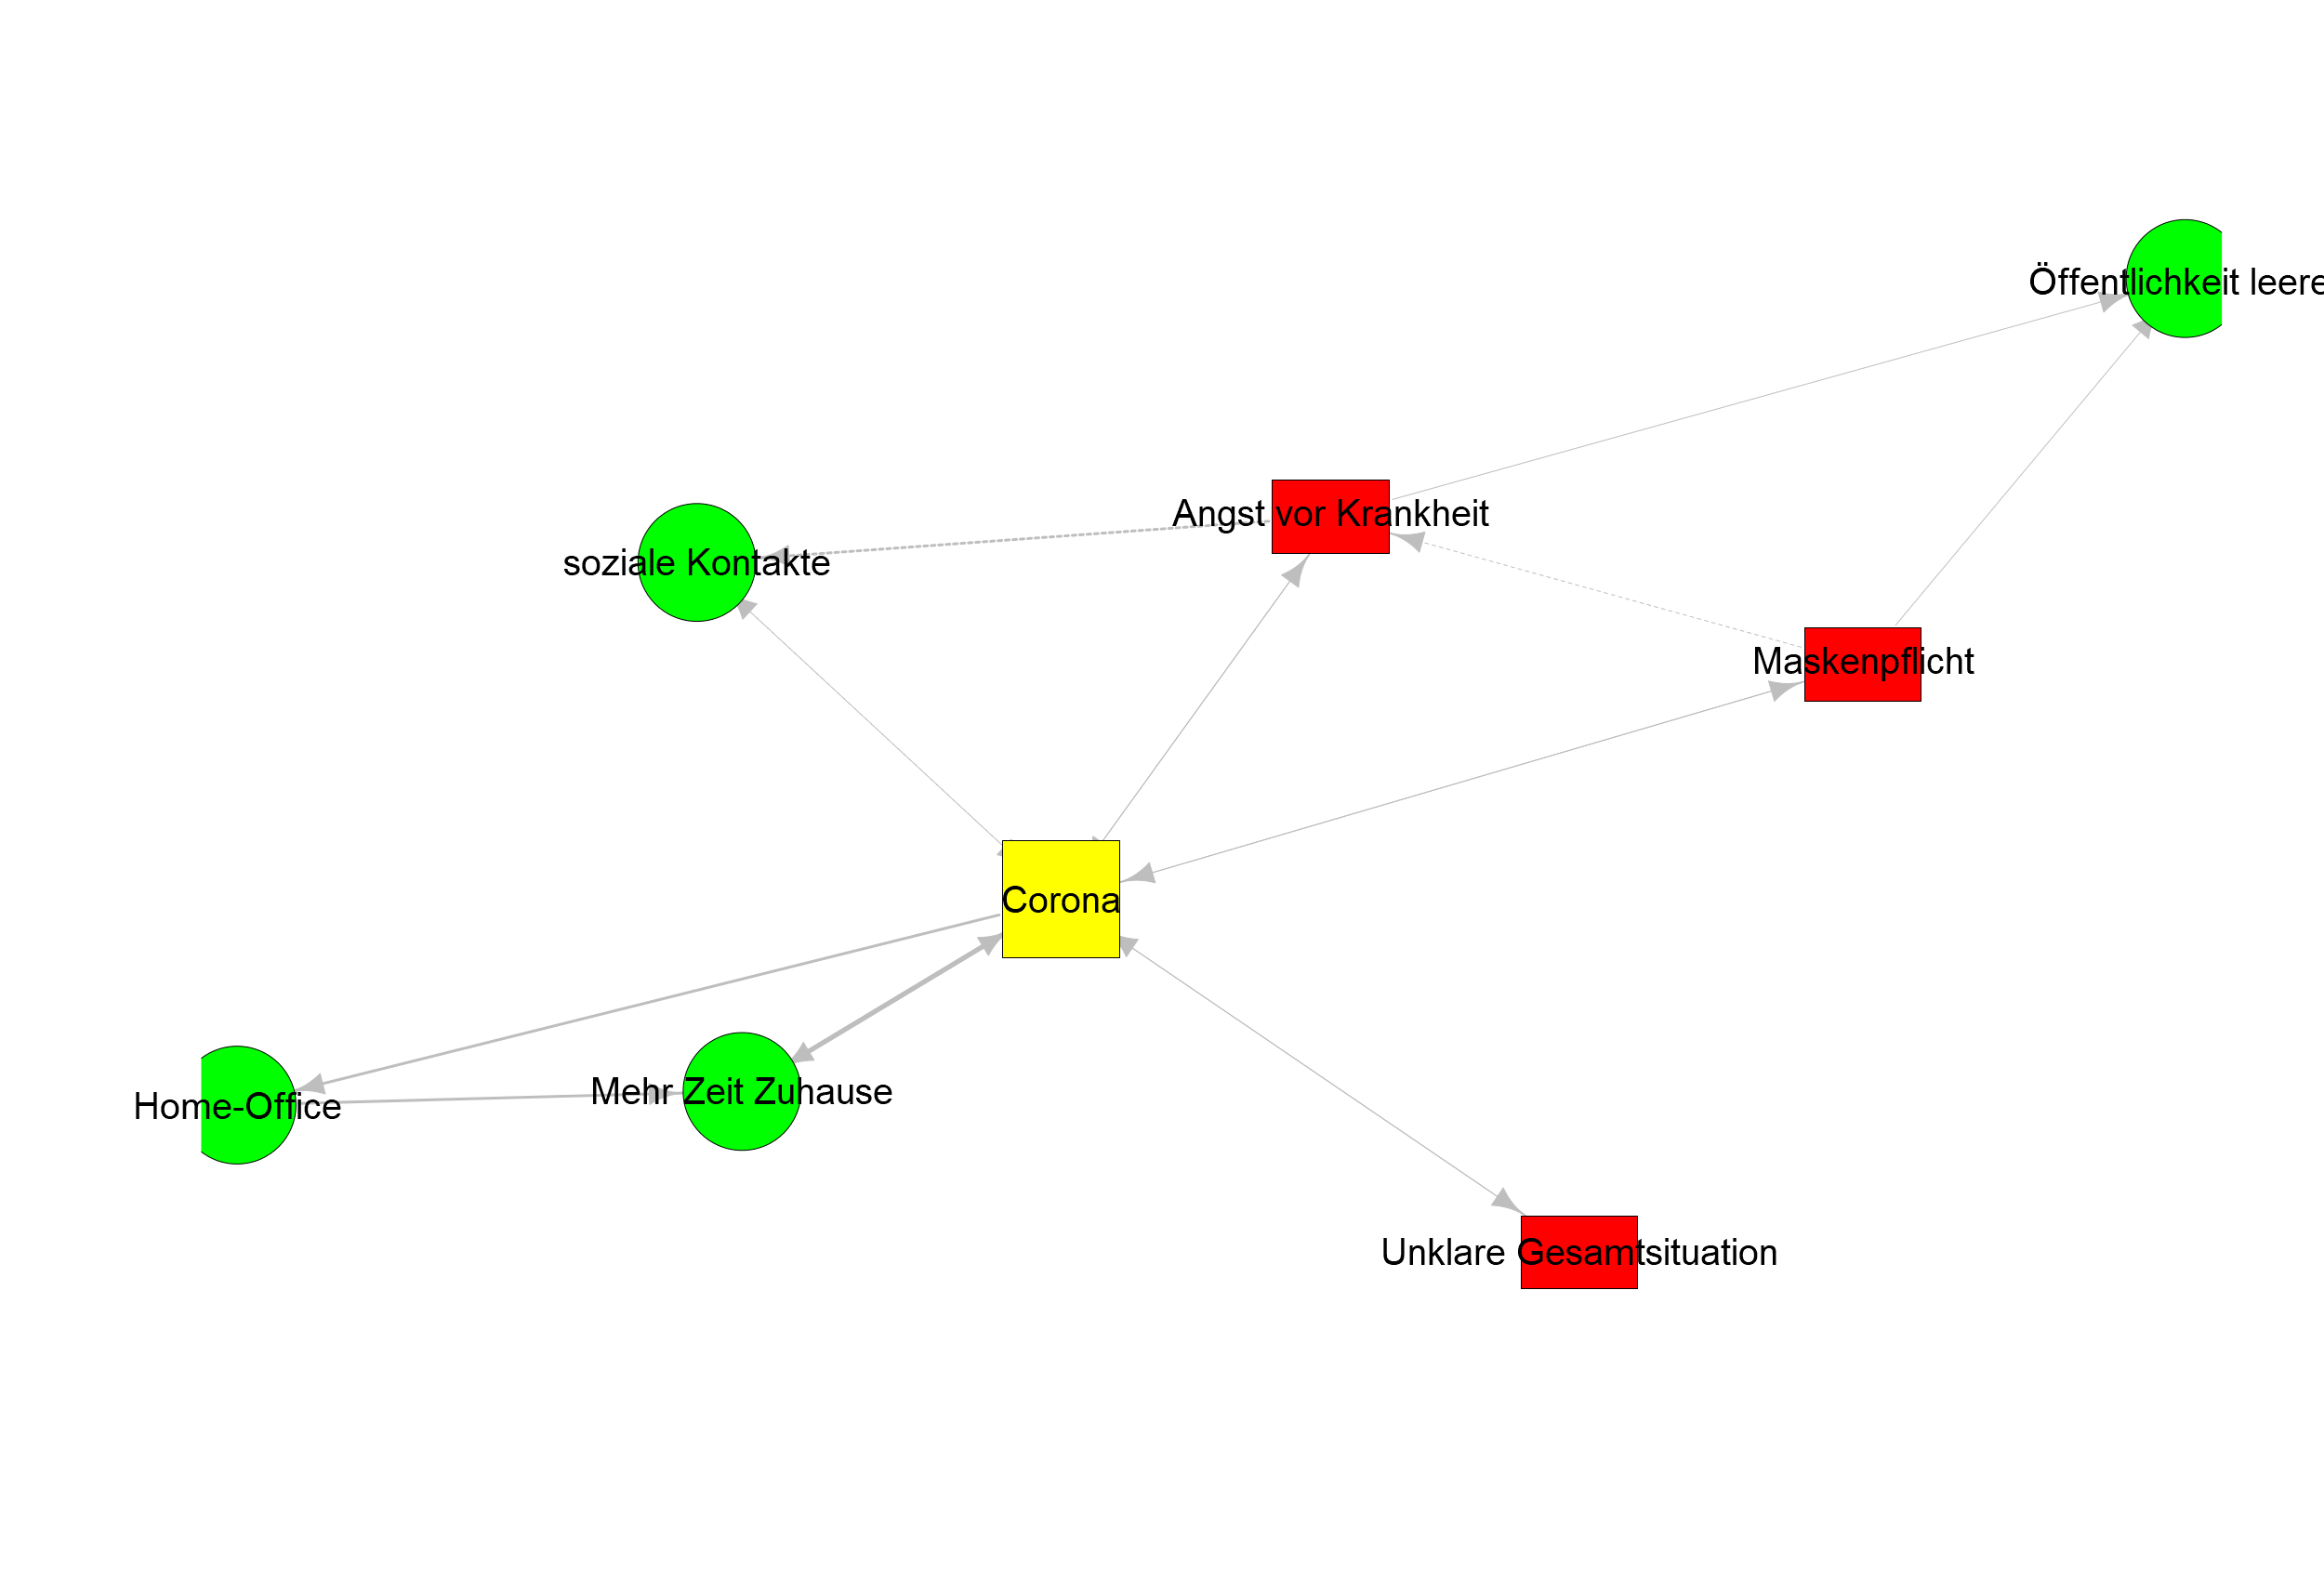 Öffentlichkeit leere
Angst vor Krankheit
soziale Kontakte
Maskenpflicht
Corona
Mehr Zeit Zuhause
Home-Office
Unklare Gesamtsituation